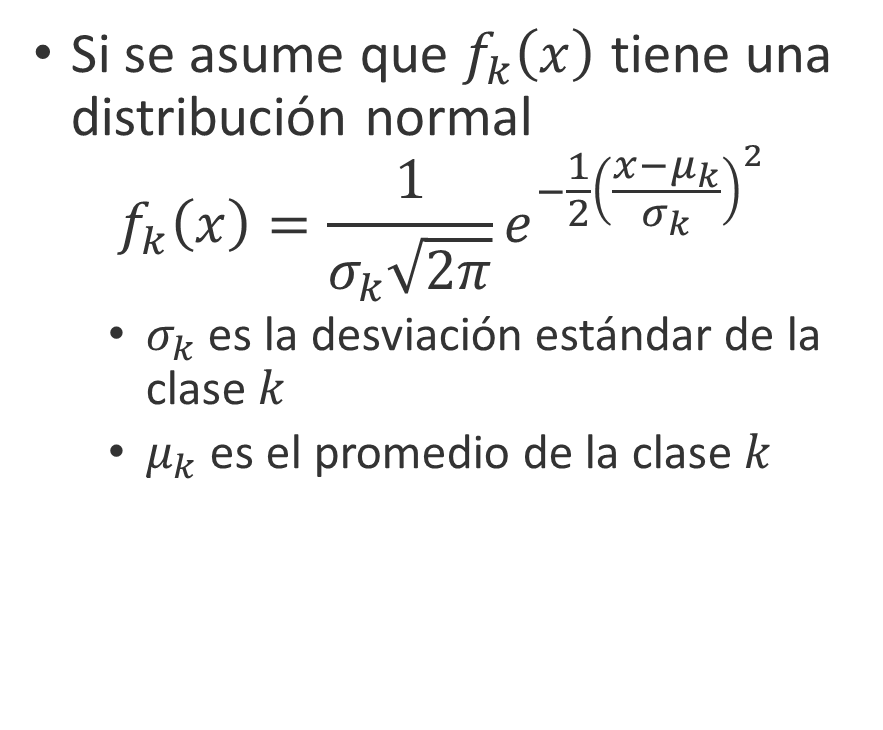 • Si se asume que $f_k(x)$ tiene una
distribución normal
$f_k(x) = \frac{1}{\sigma_k\sqrt{2\pi}} e^{-\frac{1}{2}\left(\frac{x-\mu_k}{\sigma_k}\right)^2}$
• $\sigma_k$ es la desviación estándar de la
clase $k$
• $\mu_k$ es el promedio de la clase $k$